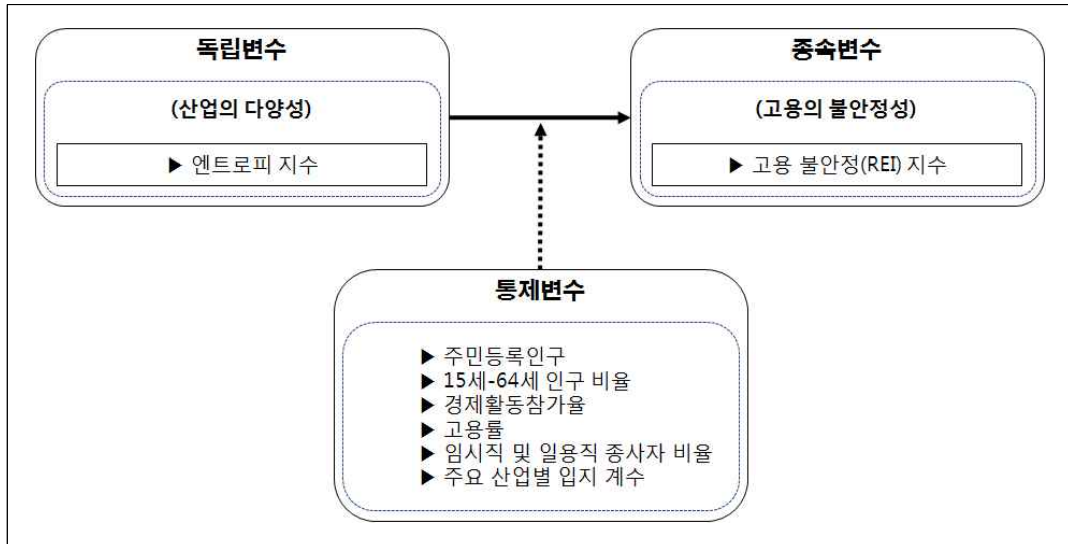 독립변수
(산업의 다양성)
▶ 엔트로피 지수
종속변수
(고용의 불안정성)
▶ 고용 불안정(REI) 지수
통제변수
▶ 주민등록인구
▶ 15세-64세 인구 비율
▶ 경제활동참가율
▶ 고용률
▶ 임시직 및 일용직 종사자 비율
▶ 주요 산업별 입지 계수